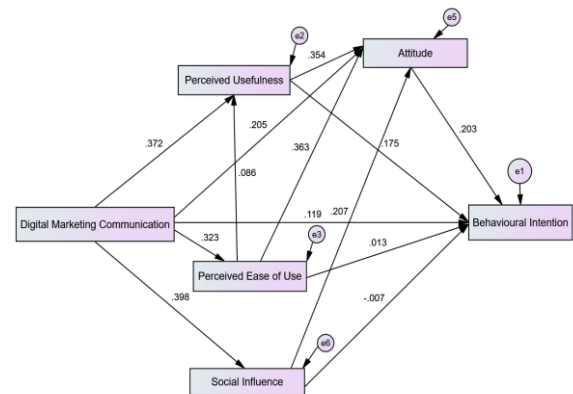 e5
e2
Attitude
.354
Perceived Usefulness
.372
.205
.363
.175
.203
.086
e1
Digital Marketing Communication
.119
.207
Behavioural Intention
.323
e3
.013
Perceived Ease of Use
.398
-.007
e6
Social Influence